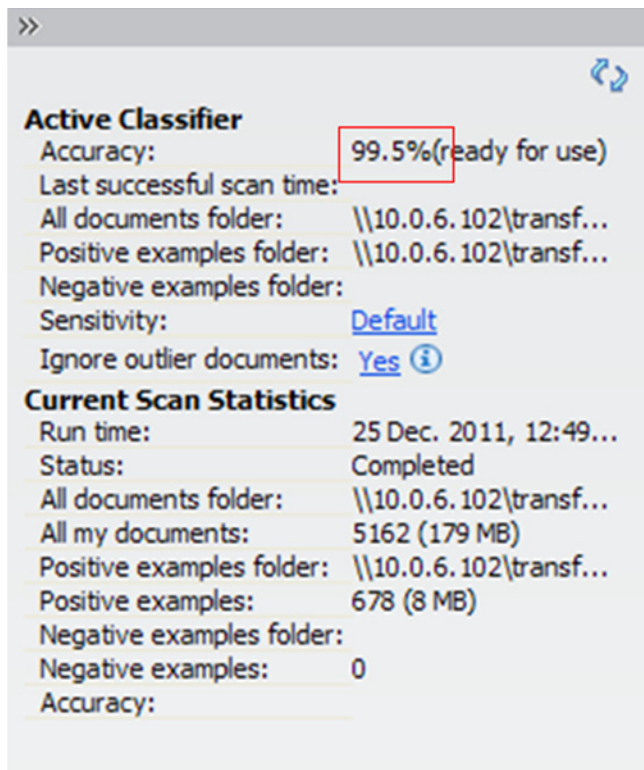 Active Classifier
Accuracy: 99.5%(ready for use)
Last successful scan time:
All documents folder: \\10.0.6.102\transf...
Positive examples folder: \\10.0.6.102\transf...
Negative examples folder:
Sensitivity: Default
Ignore outlier documents: Yes
Current Scan Statistics
Run time: 25 Dec. 2011, 12:49...
Status: Completed
All documents folder: \\10.0.6.102\transf...
All my documents: 5162 (179 MB)
Positive examples folder: \\10.0.6.102\transf...
Positive examples: 678 (8 MB)
Negative examples folder:
Negative examples: 0
Accuracy: